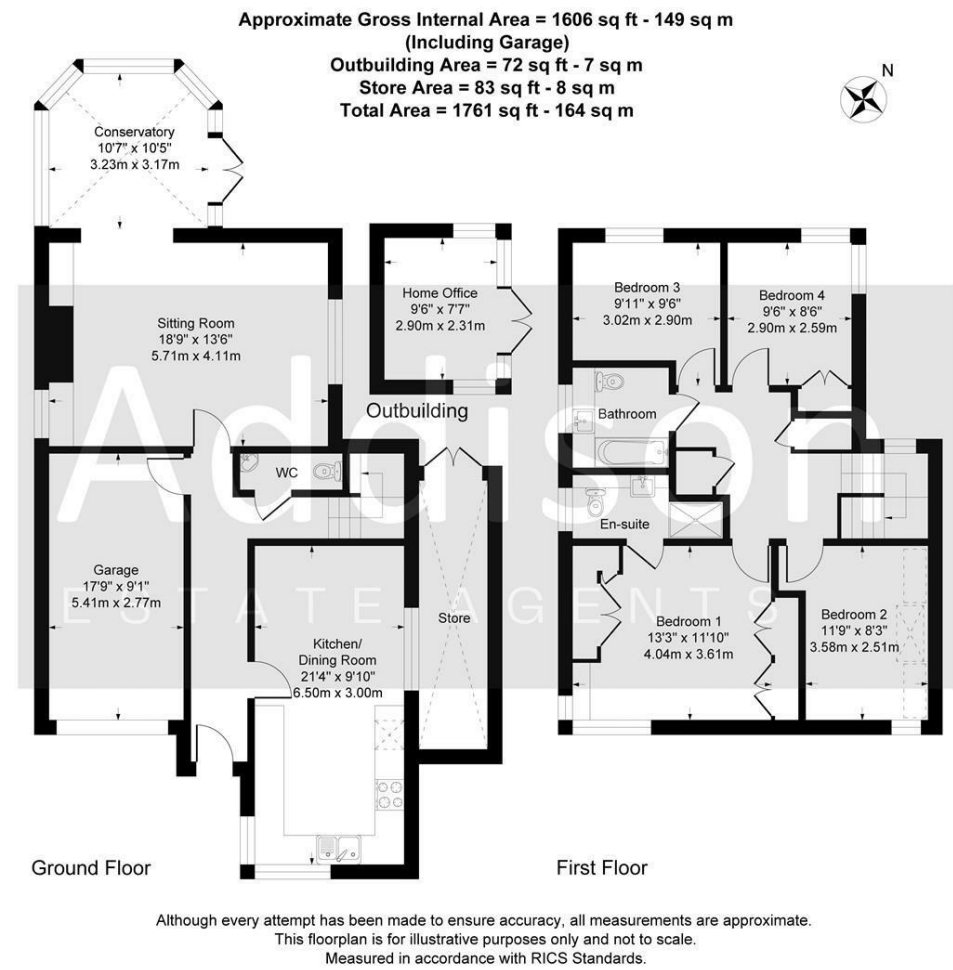 Approximate Gross Internal Area = 1606 sq ft - 149 sq m
(Including Garage)
Outbuilding Area = 72 sq ft - 7 sq m
Store Area = 83 sq ft - 8 sq m
Total Area = 1761 sq ft - 164 sq m
N
Conservatory
10'7" x 10'5"
3.23m x 3.17m
Sitting Room
18'9" x 13'6"
5.71m x 4.11m
Home Office
9'6" x 7'7"
2.90m x 2.31m
Outbuilding
WC
Garage
17'9" x 9'1"
5.41m x 2.77m
Kitchen/
Dining Room
21'4" x 9'10"
6.50m x 3.00m
Store
Ground Floor
Bedroom 3
9'11" x 9'6"
3.02m x 2.90m
Bedroom 4
9'6" x 8'6"
2.90m x 2.59m
Bathroom
En-suite
Bedroom 1
13'3" x 11'10"
4.04m x 3.61m
Bedroom 2
11'9" x 8'3"
3.58m x 2.51m
First Floor
Addison
ESTATE AGENTS
Although every attempt has been made to ensure accuracy, all measurements are approximate.
This floorplan is for illustrative purposes only and not to scale.
Measured in accordance with RICS Standards.